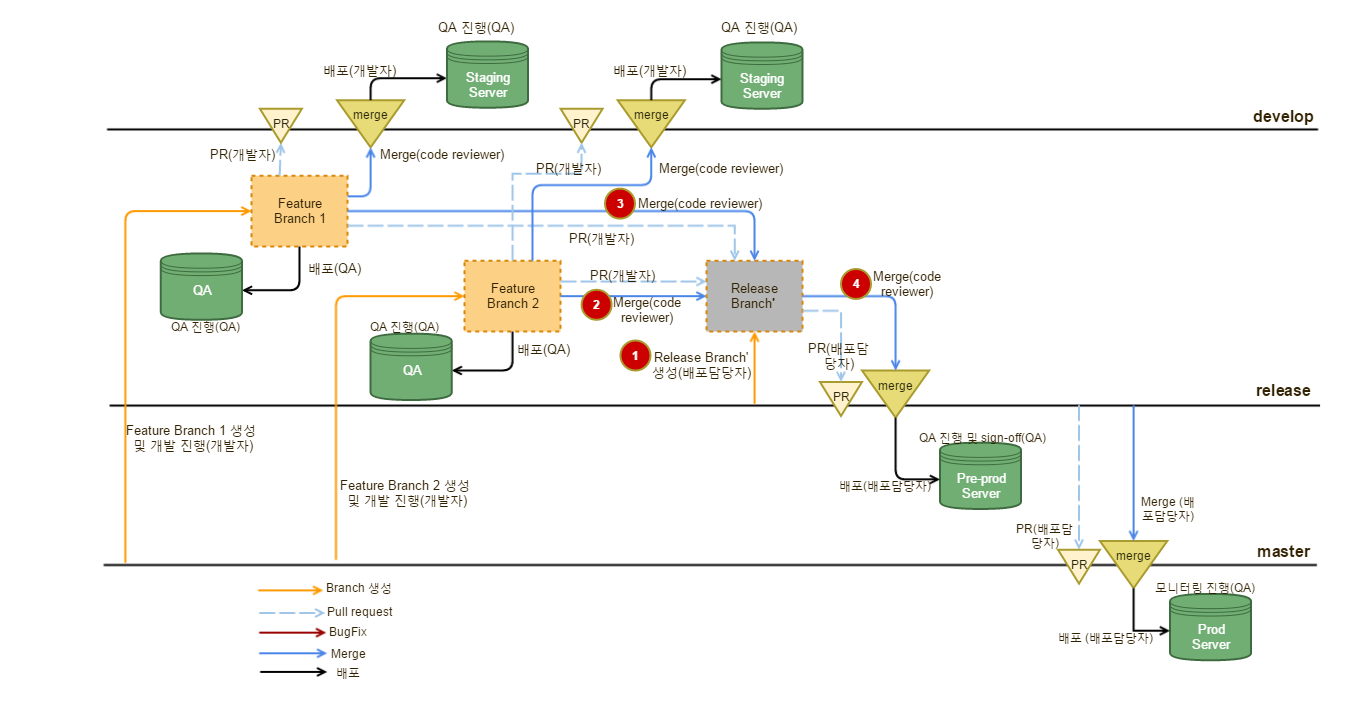 QA 진행(QA)
QA 진행(QA)
배포(개발자)
Staging
Server
배포(개발자)
Staging
Server
PR
merge
PR
merge
develop
PR(개발자)
Merge(code reviewer)
PR(개발자)
Merge(code reviewer)
Feature
Branch 1
3
Merge(code reviewer)
PR(개발자)
배포(QA)
QA
QA 진행(QA)
PR(개발자)
Feature
Branch 2
2
Merge(code
reviewer)
Release
Branch'
4
Merge(code
reviewer)
QA 진행(QA)
배포(QA)
QA
1
Release Branch'
생성(배포담당자)
PR(배포담
당자)
PR
merge
release
Feature Branch 1 생성
및 개발 진행(개발자)
QA 진행 및 sign-off(QA)
Pre-prod
Server
배포(배포담당자)
Feature Branch 2 생성
및 개발 진행(개발자)
Merge (배
포담당자)
PR(배포담
당자)
PR
merge
master
모니터링 진행(QA)
Prod
Server
배포 (배포담당자)
Branch 생성
Pull request
BugFix
Merge
배포